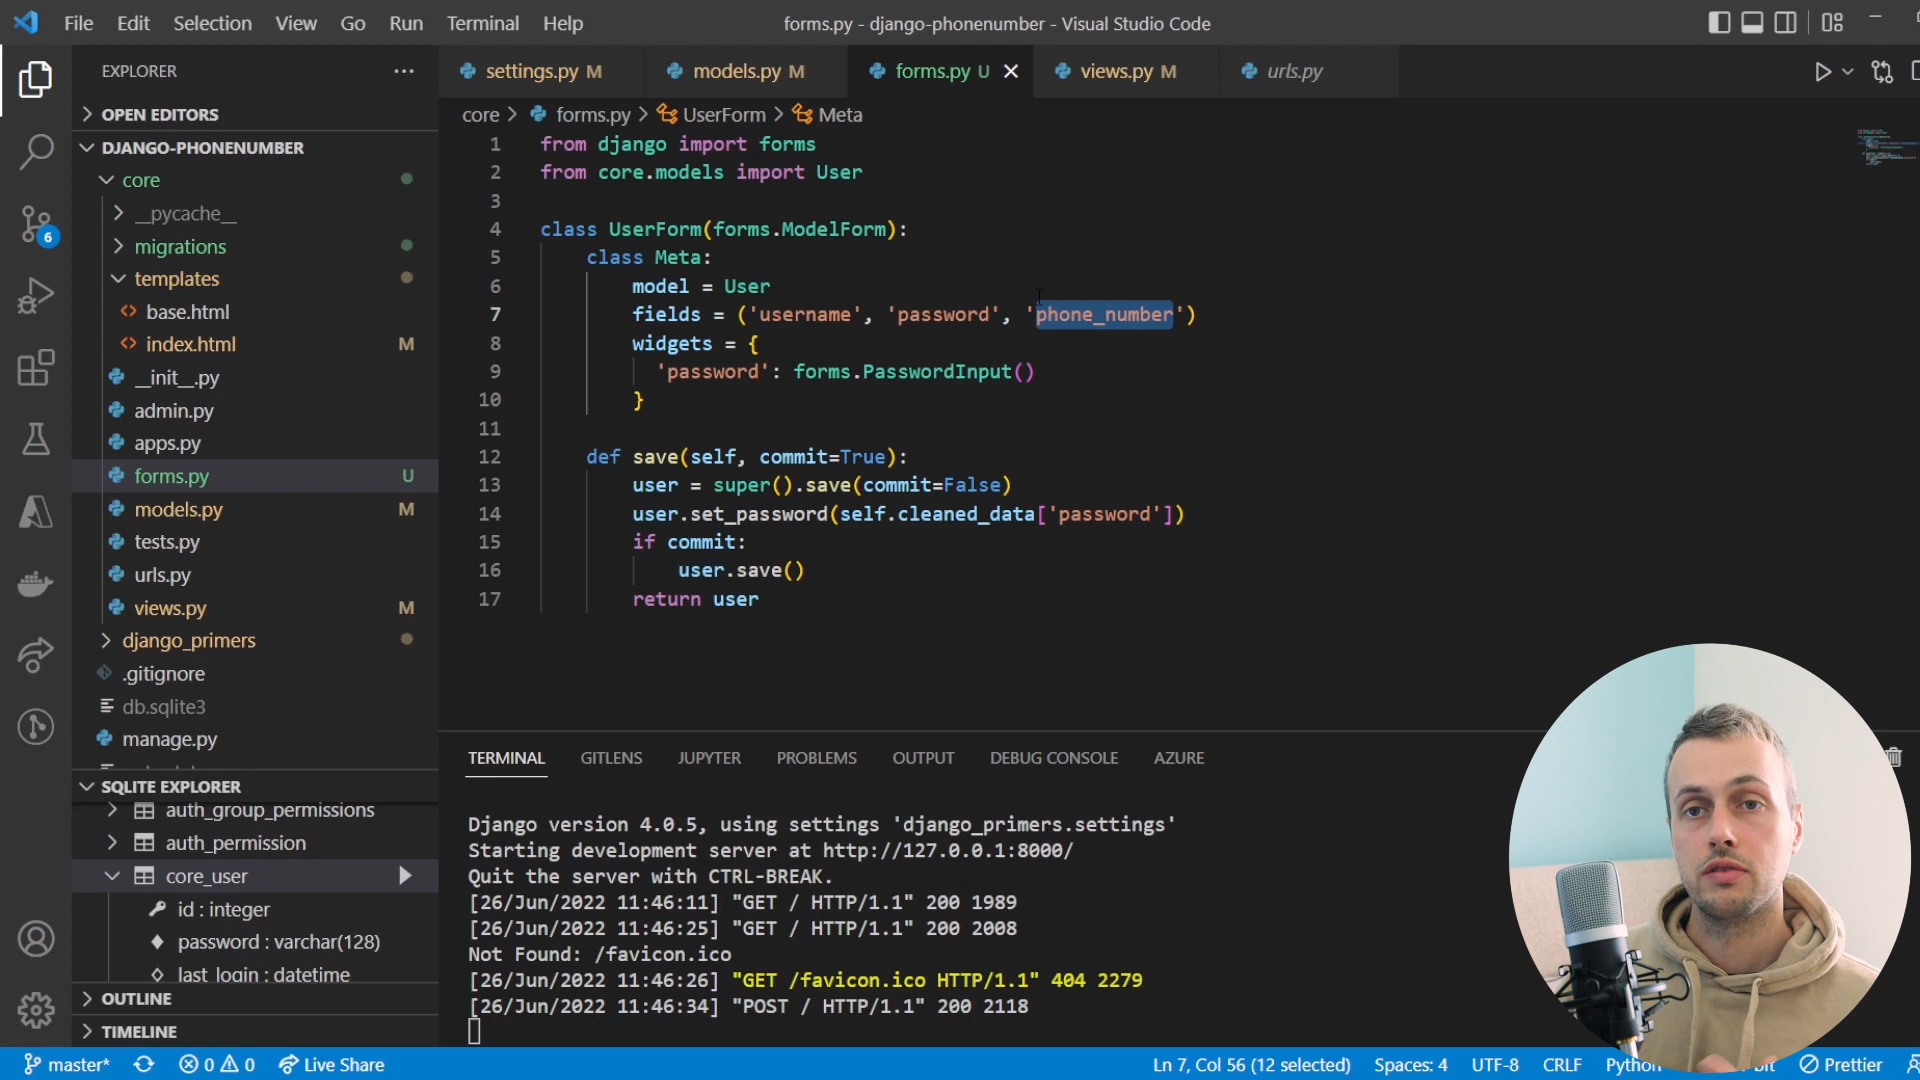 File Edit Selection View Go Run Terminal Help
forms.py - django-phonenumber - Visual Studio Code
EXPLORER
OPEN EDITORS
DJANGO-PHONENUMBER
core
__pycache__
migrations
templates
base.html
index.html M
__init__.py
admin.py
apps.py
forms.py U
models.py M
tests.py
urls.py
views.py M
django_primers
.gitignore
db.sqlite3
manage.py
SQLITE EXPLORER
auth_group_permissions
auth_permission
core_user
id : integer
password : varchar(128)
last_login : datetime
OUTLINE
TIMELINE
6
settings.py M models.py M forms.py U views.py M urls.py
core > forms.py > UserForm > Meta
1 from django import forms
2 from core.models import User
3
4 class UserForm(forms.ModelForm):
5 class Meta:
6 model = User
7 fields = ('username', 'password', 'phone_number')
8 widgets = {
9 'password': forms.PasswordInput()
10 }
11
12 def save(self, commit=True):
13 user = super().save(commit=False)
14 user.set_password(self.cleaned_data['password'])
15 if commit:
16 user.save()
17 return user
TERMINAL GITLENS JUPYTER PROBLEMS OUTPUT DEBUG CONSOLE AZURE
Django version 4.0.5, using settings 'django_primers.settings'
Starting development server at http://127.0.0.1:8000/
Quit the server with CTRL-BREAK.
[26/Jun/2022 11:46:11] "GET / HTTP/1.1" 200 1989
[26/Jun/2022 11:46:25] "GET / HTTP/1.1" 200 2008
Not Found: /favicon.ico
[26/Jun/2022 11:46:26] "GET /favicon.ico HTTP/1.1" 404 2279
[26/Jun/2022 11:46:34] "POST / HTTP/1.1" 200 2118
master* 0 0 Live Share
Ln 7, Col 56 (12 selected) Spaces: 4 UTF-8 CRLF Python Prettier